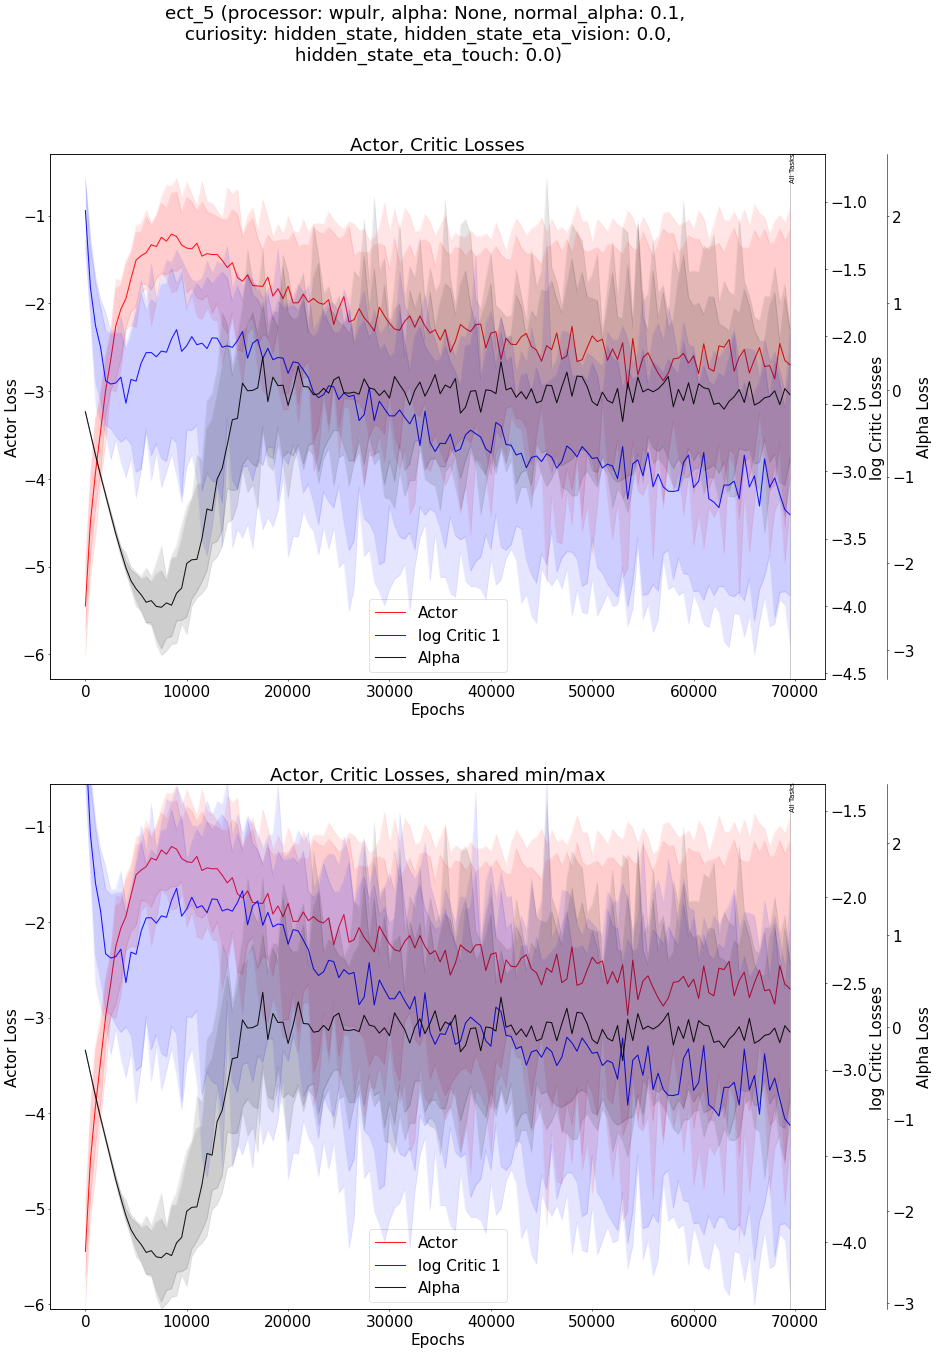 ect_5 (processor: wpulr, alpha: None, normal_alpha: 0.1,
curiosity: hidden_state, hidden_state_eta_vision: 0.0,
hidden_state_eta_touch: 0.0)
Actor, Critic Losses
All Tasks
−1
−2
−3
−4
−5
−6
Actor Loss
−1.0
−1.5
−2.0
−2.5
−3.0
−3.5
−4.0
−4.5
log Critic Losses
2
1
0
−1
−2
−3
Alpha Loss
Actor
log Critic 1
Alpha
0 10000 20000 30000 40000 50000 60000 70000
Epochs
Actor, Critic Losses, shared min/max
All Tasks
−1
−2
−3
−4
−5
−6
Actor Loss
−1.5
−2.0
−2.5
−3.0
−3.5
−4.0
log Critic Losses
2
1
0
−1
−2
−3
Alpha Loss
Actor
log Critic 1
Alpha
0 10000 20000 30000 40000 50000 60000 70000
Epochs